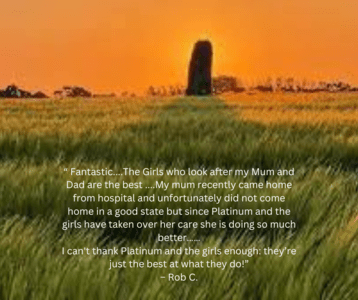 “ Fantastic....The Girls who look after my Mum and
Dad are the best ....My mum recently came home
from hospital and unfortunately did not come
home in a good state but since Platinum and the
girls have taken over her care she is doing so much
better......
I can't thank Platinum and the girls enough: they're
just the best at what they do!”
– Rob C.